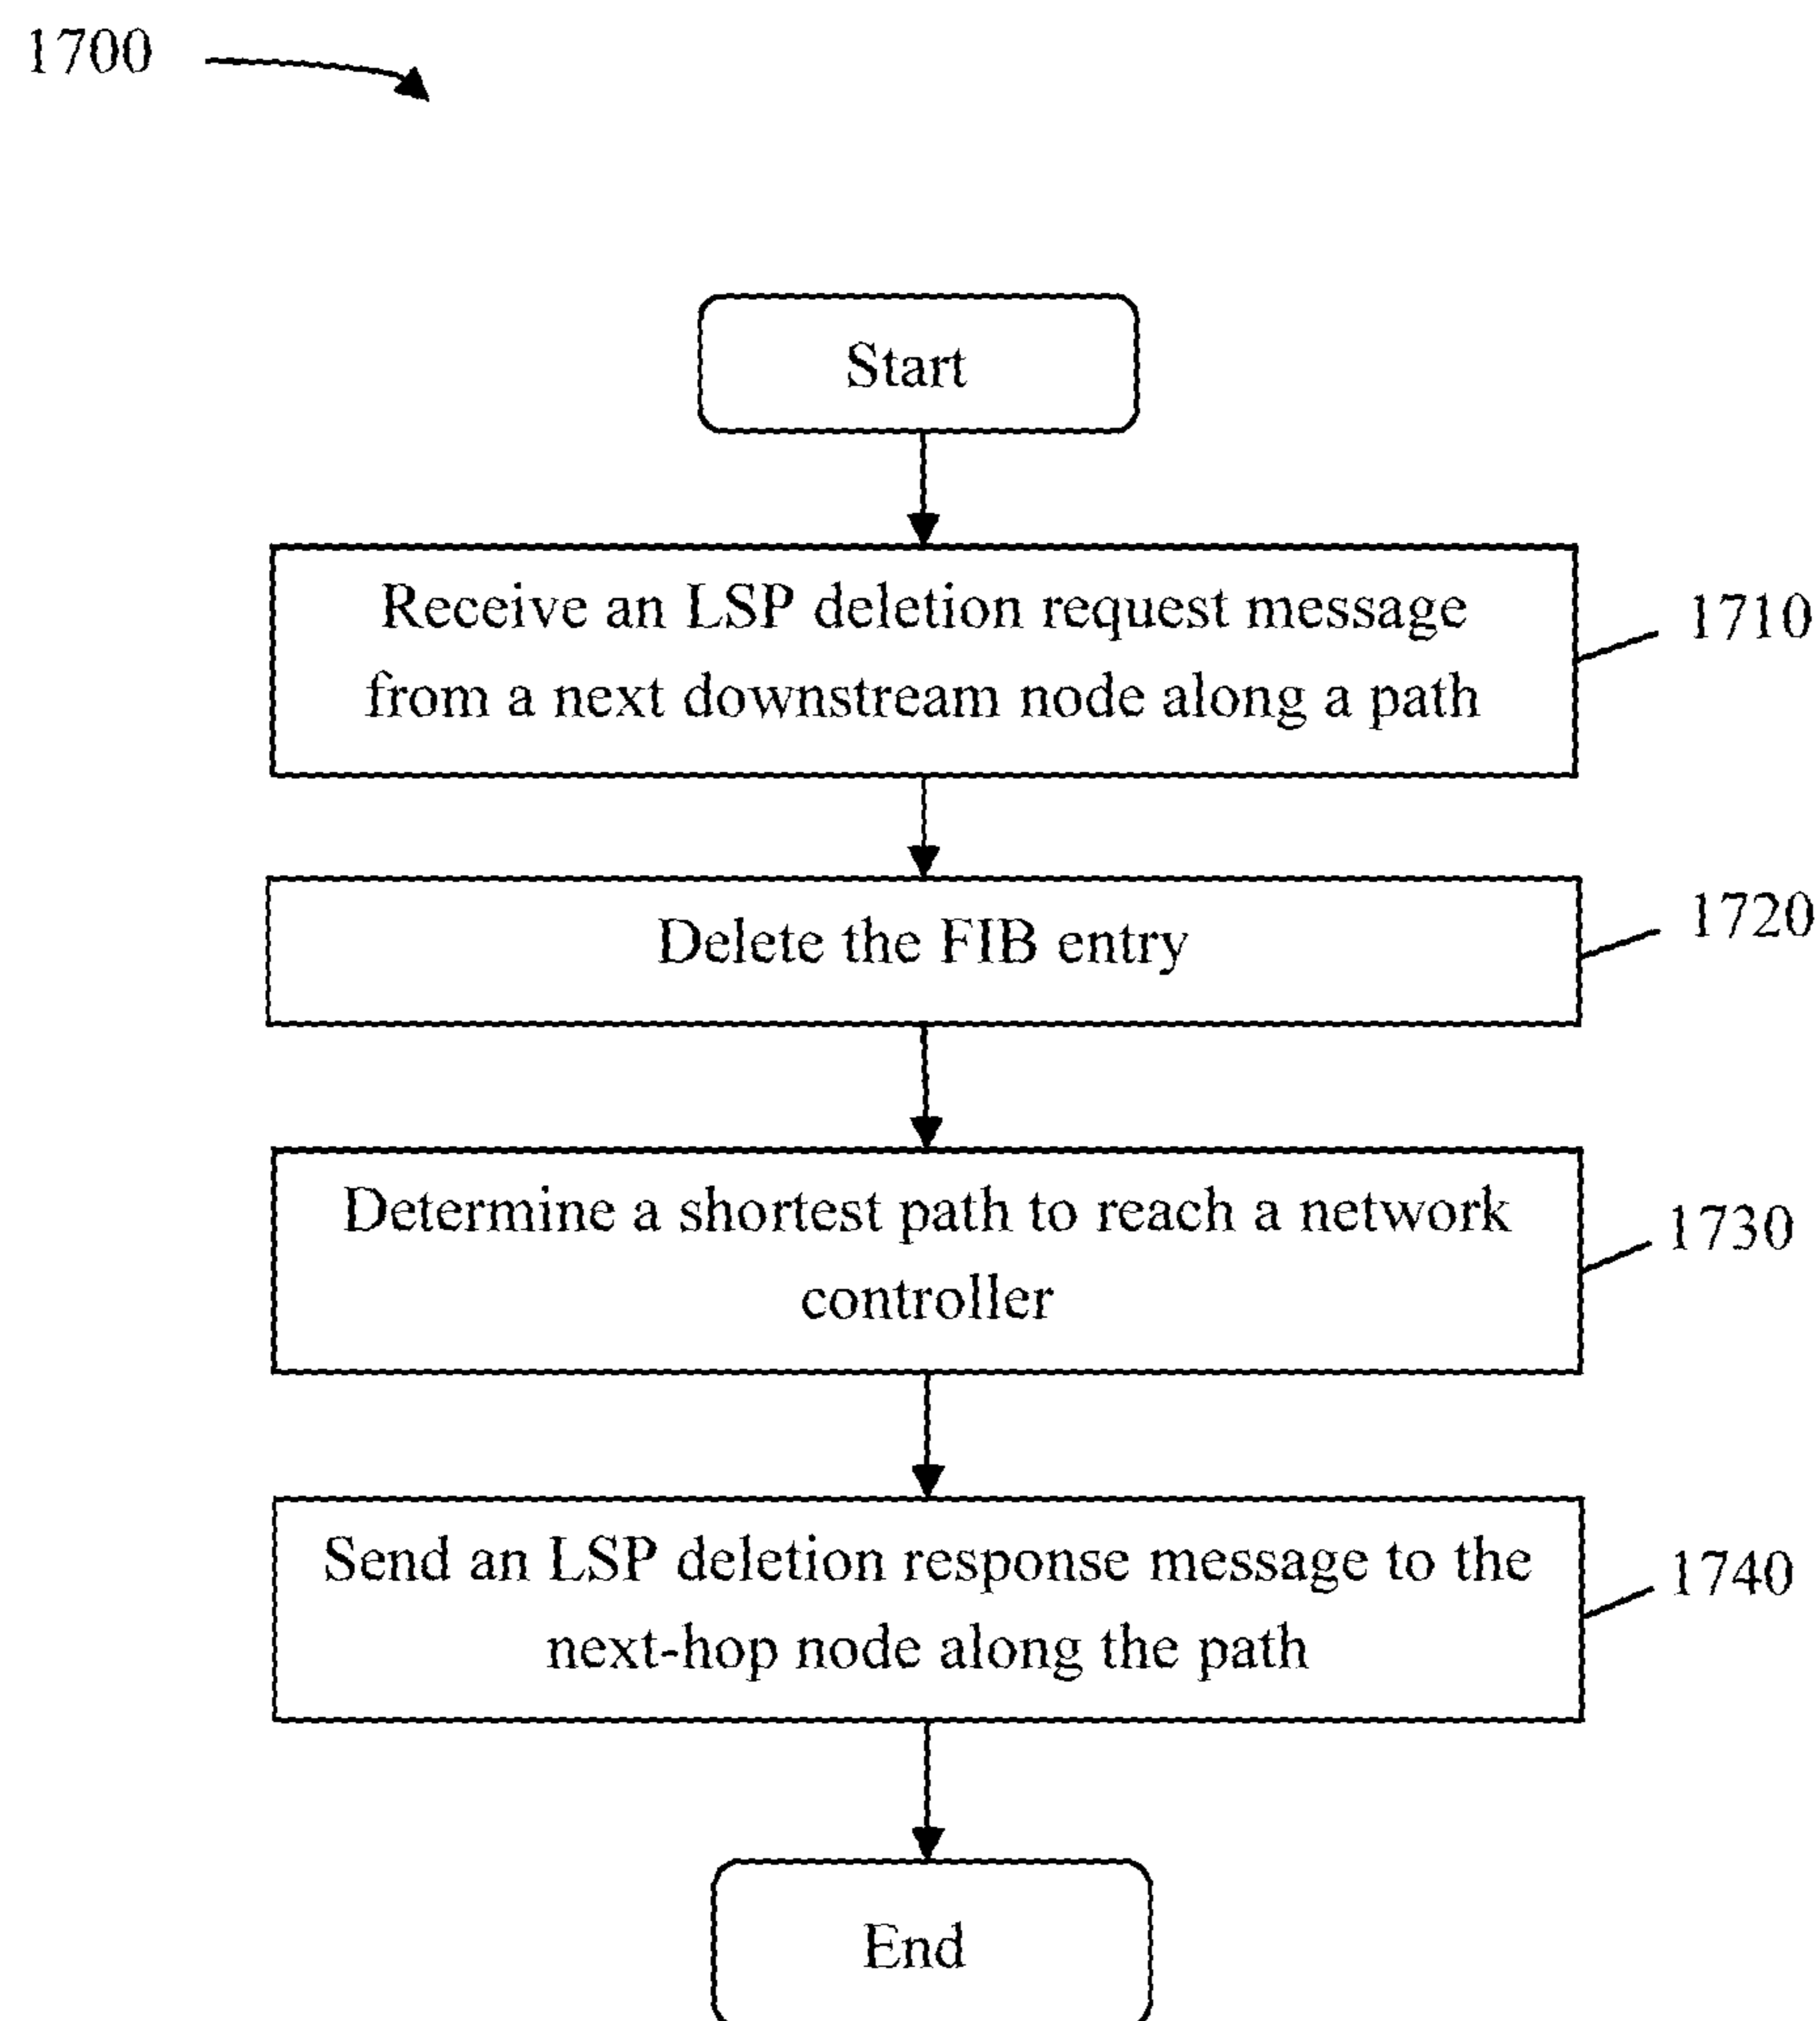 1700
Start
Receive an LSP deletion request message
from a next downstream node along a path
1710
Delete the FIB entry
1720
Determine a shortest path to reach a network
controller
1730
Send an LSP deletion response message to the
next-hop node along the path
1740
End